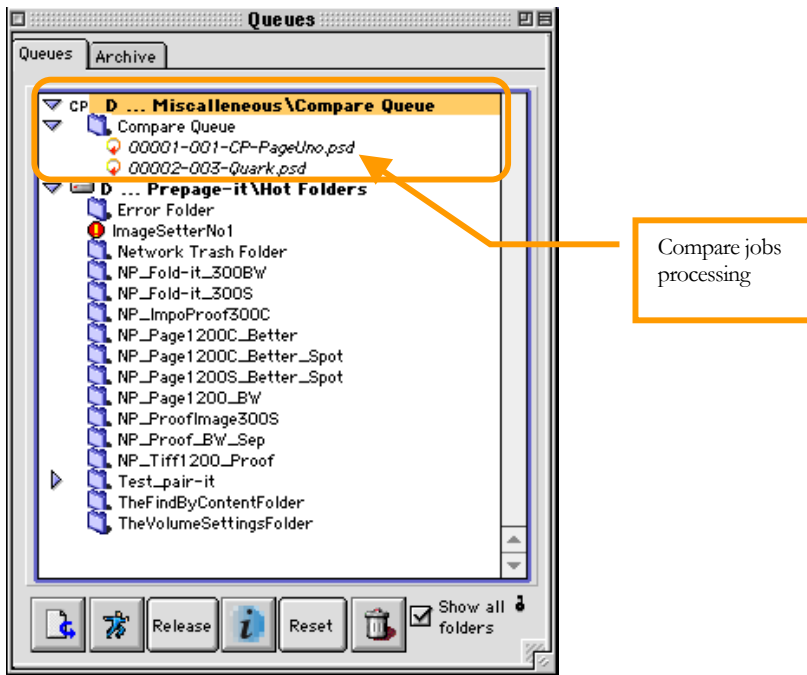 Queues
Queues Archive
CP D ... Miscalleneous\Compare Queue
Compare Queue
00001-001-CP-PageUno.psd
00002-003-Quark.psd
D ... Prepage-it\Hot Folders
Error Folder
ImageSetterNo1
Network Trash Folder
NP_Fold-it_300BW
NP_Fold-it_300S
NP_ImpoProof300C
NP_Page1200C_Better
NP_Page1200C_Better_Spot
NP_Page1200S_Better_Spot
NP_Page1200_BW
NP_ProofImage300S
NP_Proof_BW_Sep
NP_Tiff1200_Proof
Test_pair-it
TheFindByContentFolder
TheVolumeSettingsFolder
Release i Reset Show all
folders
Compare jobs
processing